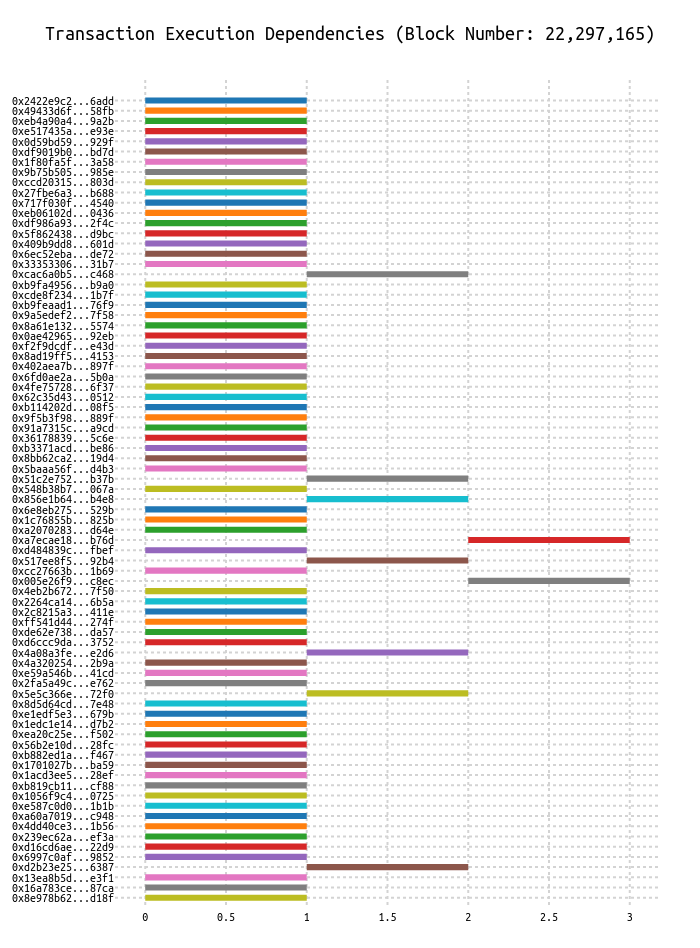 Transaction Execution Dependencies (Block Number: 22,297,165)
0x2422e9c2...6add
0x49433d6f...58fb
0xeb4a90a4...9a2b
0xe517435a...e93e
0x0d59bd59...929f
0xdf9019b0...bd7d
0x1f80fa5f...3a58
0x9b75b505...985e
0xccd20315...803d
0x27fbe6a3...b688
0x717f030f...4540
0xeb06102d...0436
0xdf986a93...2f4c
0x5f862438...d9bc
0x409b9dd8...601d
0x6ec52eba...de72
0x33353306...31b7
0xcac6a0b5...c468
0xb9fa4956...b9a0
0xcde8f234...1b7f
0xb9feaad1...76f9
0x9a5edef2...7f58
0x8a61e132...5574
0x0ae42965...92eb
0xf2f9dcdf...e43d
0x8ad19ff5...4153
0x402aea7b...897f
0x6fd0ae2a...5b0a
0x4fe75728...6f37
0x62c35d43...0512
0xb114202d...08f5
0x9f5b3f98...889f
0x91a7315c...a9cd
0x36178839...5c6e
0xb3371acd...be86
0x8bb62ca2...19d4
0x5baaa56f...d4b3
0x51c2e752...b37b
0x548b38b7...067a
0x856e1b64...b4e8
0x6e8eb275...529b
0x1c76855b...825b
0xa2070283...d64e
0xa7ecae18...b76d
0xd484839c...fbef
0x517ee8f5...92b4
0xcc27663b...1b69
0x005e26f9...c8ec
0x4eb2b672...7f50
0x2264ca14...6b5a
0x2c8215a3...411e
0xff541d44...274f
0xde62e738...da57
0xd6ccc9da...3752
0x4a08a3fe...e2d6
0x4a320254...2b9a
0xe59a546b...41cd
0x2fa5a49c...e762
0x5e5c366e...72f0
0x8d5d64cd...7e48
0xe1edf5e3...679b
0x1edc1e14...d7b2
0xea20c25e...f502
0x56b2e10d...28fc
0xb882ed1a...f467
0x1701027b...ba59
0x1acd3ee5...28ef
0xb819cb11...cf88
0x1056f9c4...0725
0xe587c0d0...1b1b
0xa60a7019...c948
0x4dd40ce3...1b56
0x239ec62a...ef3a
0xd16cd6ae...22d9
0x6997c0af...9852
0xd2b23e25...6387
0x13ea8b5d...e3f1
0x16a783ce...87ca
0x8e978b62...d18f
0 0.5 1 1.5 2 2.5 3